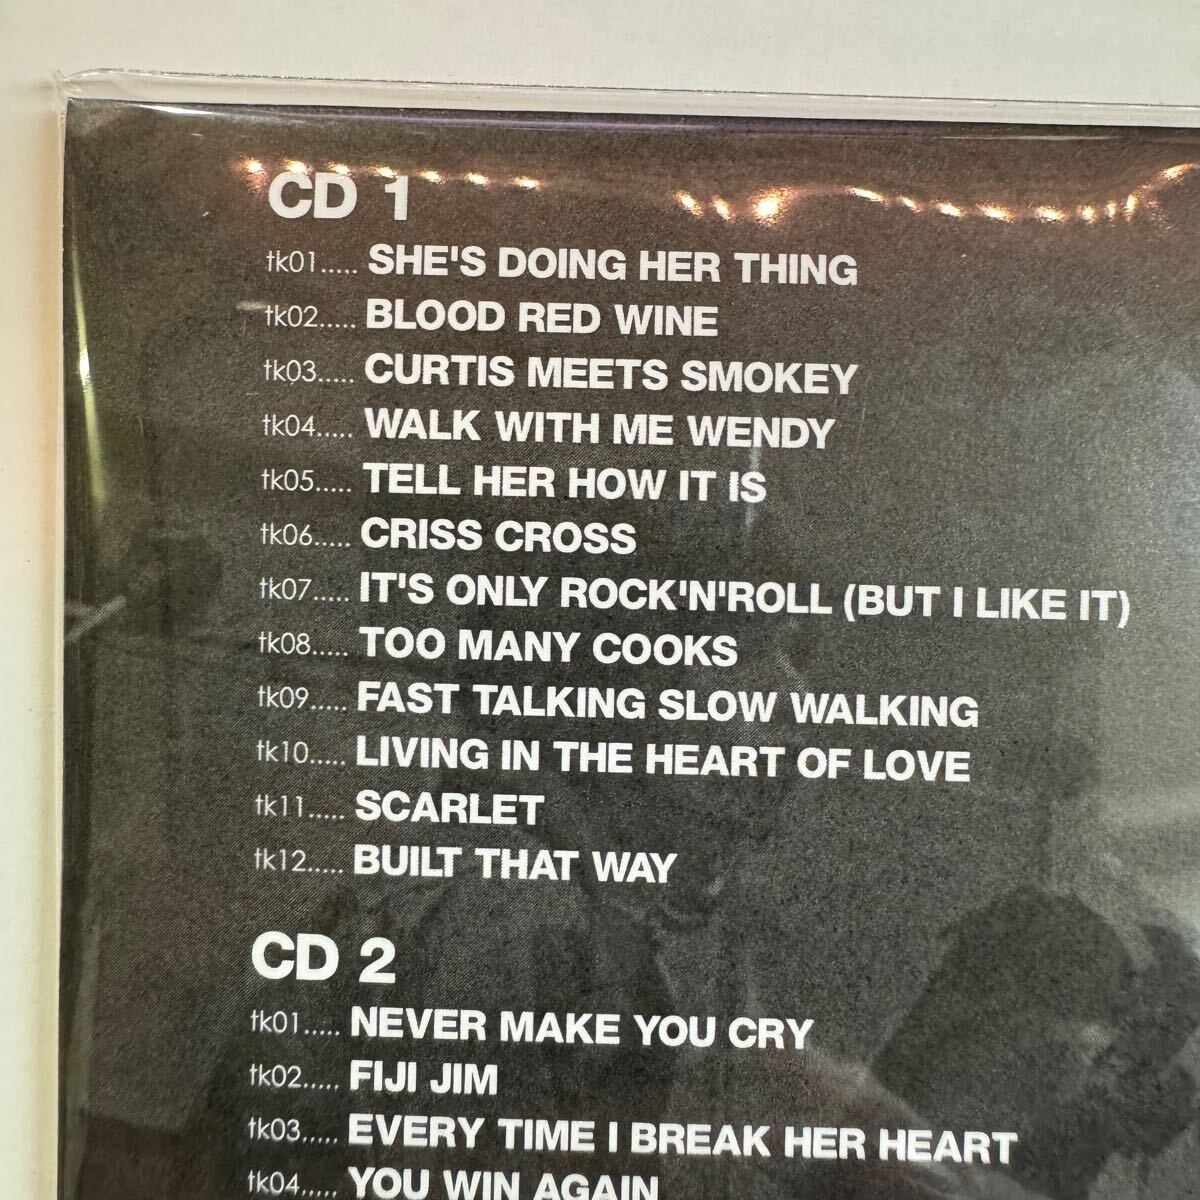 CD 1
tk01..... SHE'S DOING HER THING
tk02..... BLOOD RED WINE
tk03..... CURTIS MEETS SMOKEY
tk04..... WALK WITH ME WENDY
tk05..... TELL HER HOW IT IS
tk06..... CRISS CROSS
tk07..... IT'S ONLY ROCK'N'ROLL (BUT I LIKE IT)
tk08..... TOO MANY COOKS
tk09..... FAST TALKING SLOW WALKING
tk10..... LIVING IN THE HEART OF LOVE
tk11..... SCARLET
tk12..... BUILT THAT WAY
CD 2
tk01..... NEVER MAKE YOU CRY
tk02..... FIJI JIM
tk03..... EVERY TIME I BREAK HER HEART
tk04..... YOU WIN AGAIN